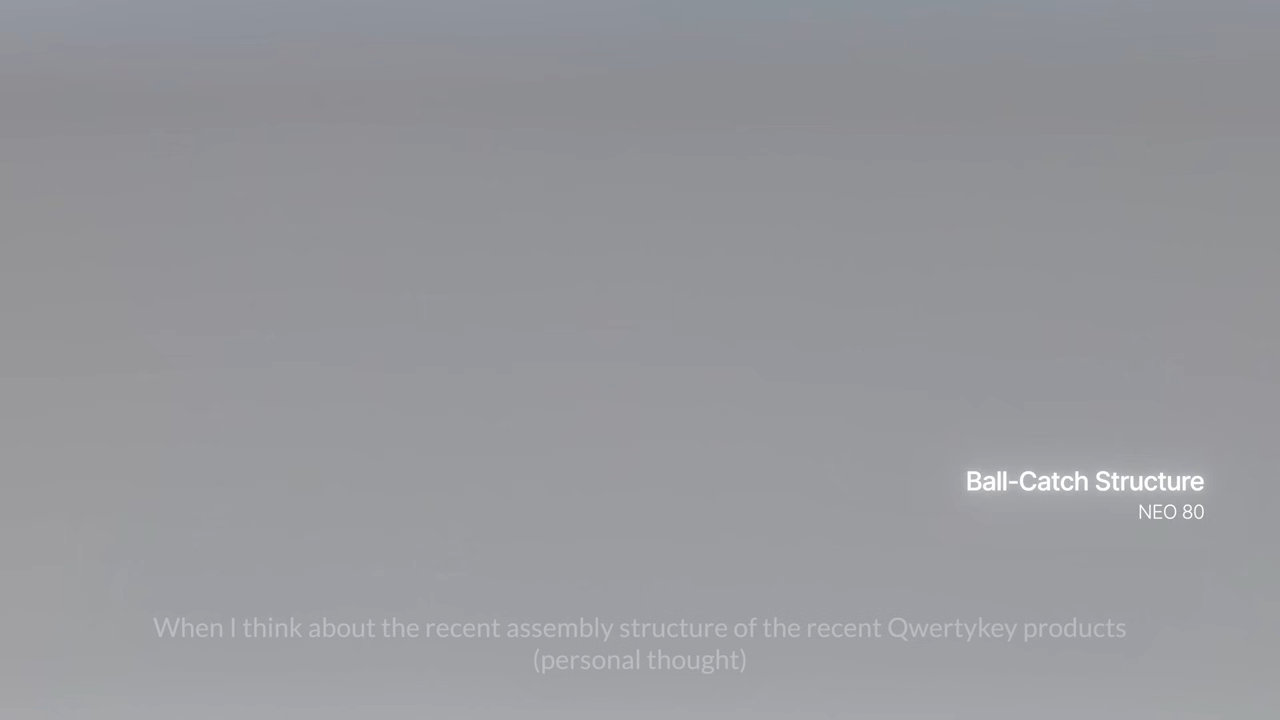 Ball-Catch Structure
NEO 80
When I think about the recent assembly structure of the recent Qwertykey products
(personal thought)